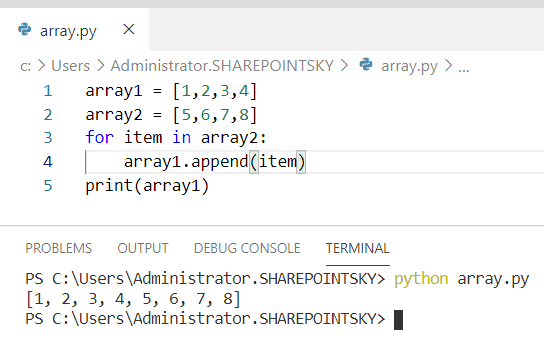 array.py
c: > Users > Administrator.SHAREPOINTSKY > array.py > ...
1 array1 = [1,2,3,4]
2 array2 = [5,6,7,8]
3 for item in array2:
4     array1.append(item)
5 print(array1)
PROBLEMS OUTPUT DEBUG CONSOLE TERMINAL
PS C:\Users\Administrator.SHAREPOINTSKY> python array.py
[1, 2, 3, 4, 5, 6, 7, 8]
PS C:\Users\Administrator.SHAREPOINTSKY>